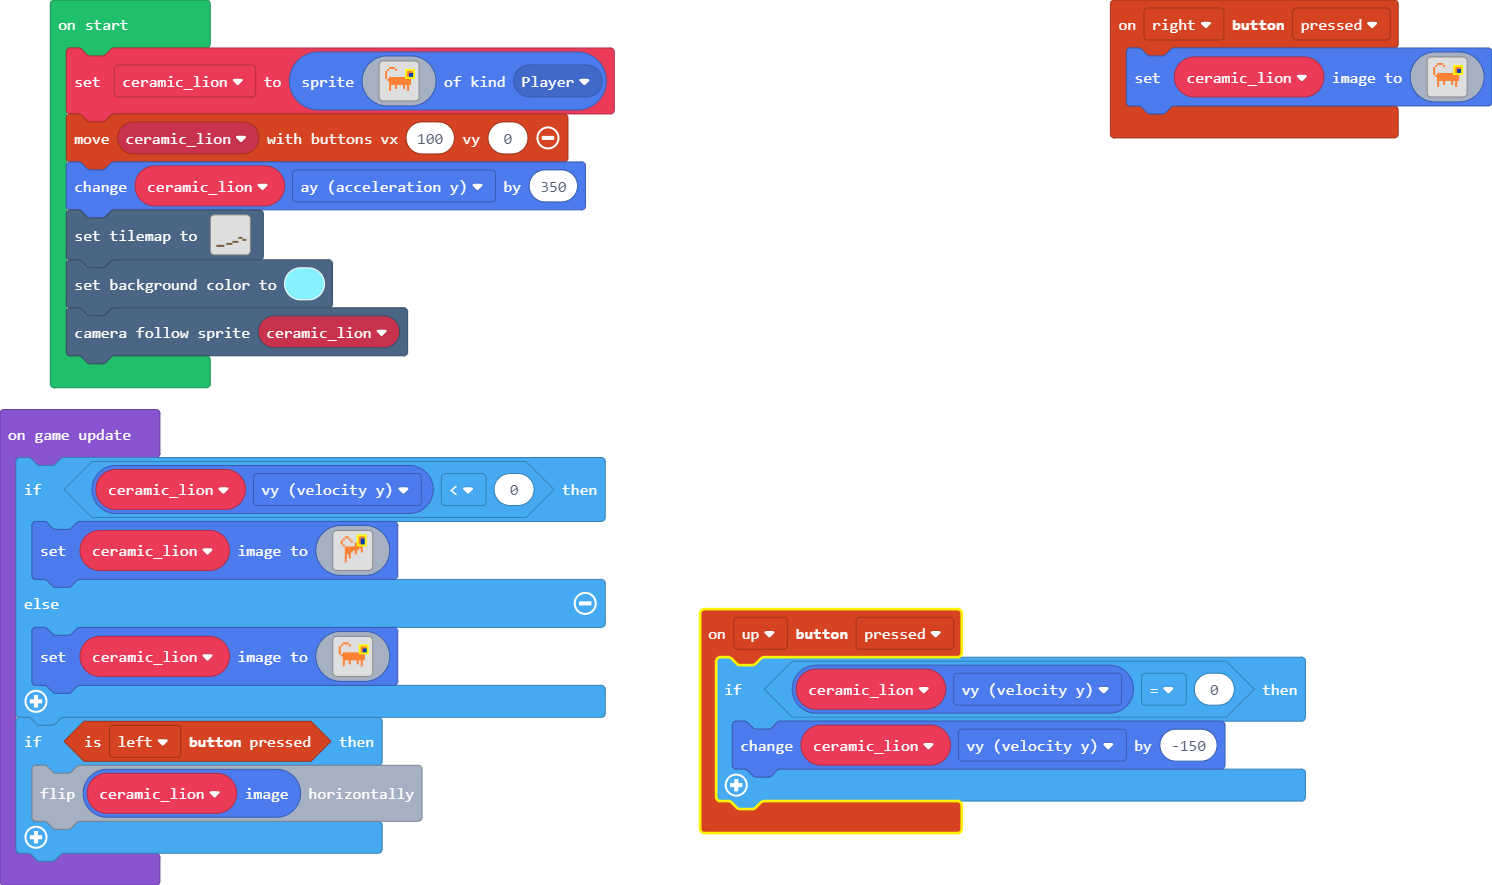 on start
set ceramic_lion to sprite of kind Player
move ceramic_lion with buttons vx 100 vy 0
change ceramic_lion ay (acceleration y) by 350
set tilemap to
set background color to
camera follow sprite ceramic_lion
on right button pressed
set ceramic_lion image to
on game update
if ceramic_lion vy (velocity y) < 0 then
set ceramic_lion image to
else
set ceramic_lion image to
if is left button pressed then
flip ceramic_lion image horizontally
on up button pressed
if ceramic_lion vy (velocity y) = 0 then
change ceramic_lion vy (velocity y) by -150